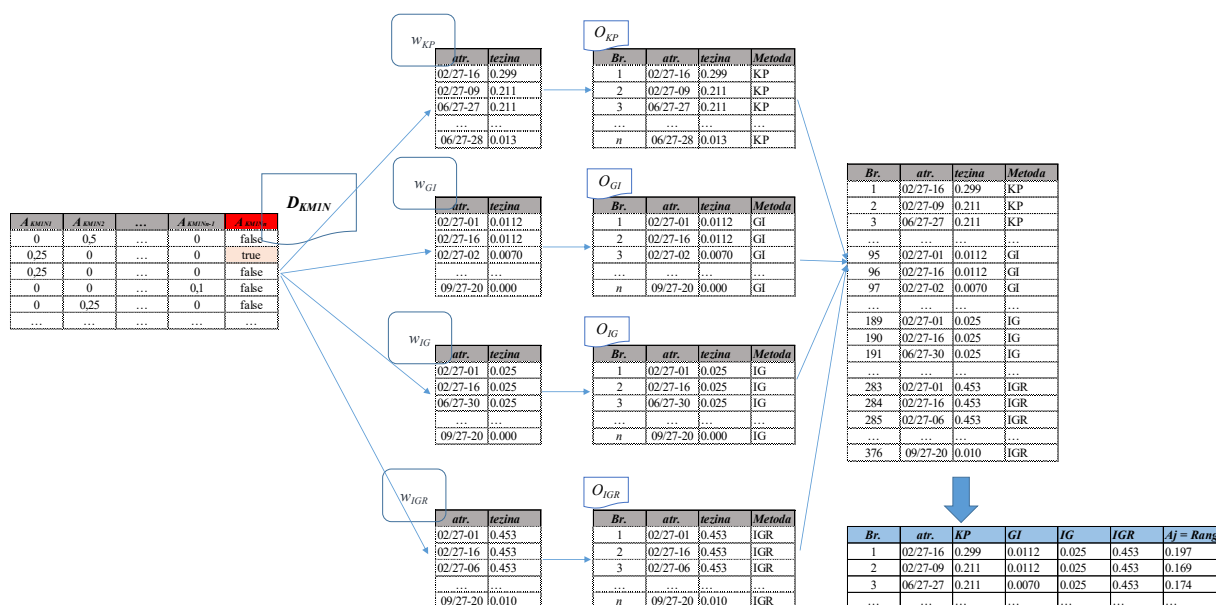 D_KMIN
A_KMIN1 A_KMIN2 … A_KMINn-1 A_KMINn
0 0,5 … 0 false
0,25 0 … 0 true
0,25 0 … 0 false
0 0 … 0,1 false
0 0,25 … 0 false
… … … … …
w_KP
atr. tezina
02/27-16 0.299
02/27-09 0.211
06/27-27 0.211
… …
06/27-28 0.013
O_KP
Br. atr. tezina Metoda
1 02/27-16 0.299 KP
2 02/27-09 0.211 KP
3 06/27-27 0.211 KP
… … … …
n 06/27-28 0.013 KP
w_GI
atr. tezina
02/27-01 0.0112
02/27-16 0.0112
02/27-02 0.0070
… …
09/27-20 0.000
O_GI
Br. atr. tezina Metoda
1 02/27-01 0.0112 GI
2 02/27-16 0.0112 GI
3 02/27-02 0.0070 GI
… … … …
n 09/27-20 0.000 GI
w_IG
atr. tezina
02/27-01 0.025
02/27-16 0.025
06/27-30 0.025
… …
09/27-20 0.000
O_IG
Br. atr. tezina Metoda
1 02/27-01 0.025 IG
2 02/27-16 0.025 IG
3 06/27-30 0.025 IG
… … … …
n 09/27-20 0.000 IG
w_IGR
atr. tezina
02/27-01 0.453
02/27-16 0.453
02/27-06 0.453
… …
09/27-20 0.010
O_IGR
Br. atr. tezina Metoda
1 02/27-01 0.453 IGR
2 02/27-16 0.453 IGR
3 02/27-06 0.453 IGR
… … … …
n 09/27-20 0.010 IGR
Br. atr. tezina Metoda
1 02/27-16 0.299 KP
2 02/27-09 0.211 KP
3 06/27-27 0.211 KP
… … … …
95 02/27-01 0.0112 GI
96 02/27-16 0.0112 GI
97 02/27-02 0.0070 GI
… … … …
189 02/27-01 0.025 IG
190 02/27-16 0.025 IG
191 06/27-30 0.025 IG
… … … …
283 02/27-01 0.453 IGR
284 02/27-16 0.453 IGR
285 02/27-06 0.453 IGR
… … … …
376 09/27-20 0.010 IGR
Br. atr. KP GI IG IGR Aj = Rang
1 02/27-16 0.299 0.0112 0.025 0.453 0.197
2 02/27-09 0.211 0.0112 0.025 0.453 0.169
3 06/27-27 0.211 0.0070 0.025 0.453 0.174
… … … … … … …